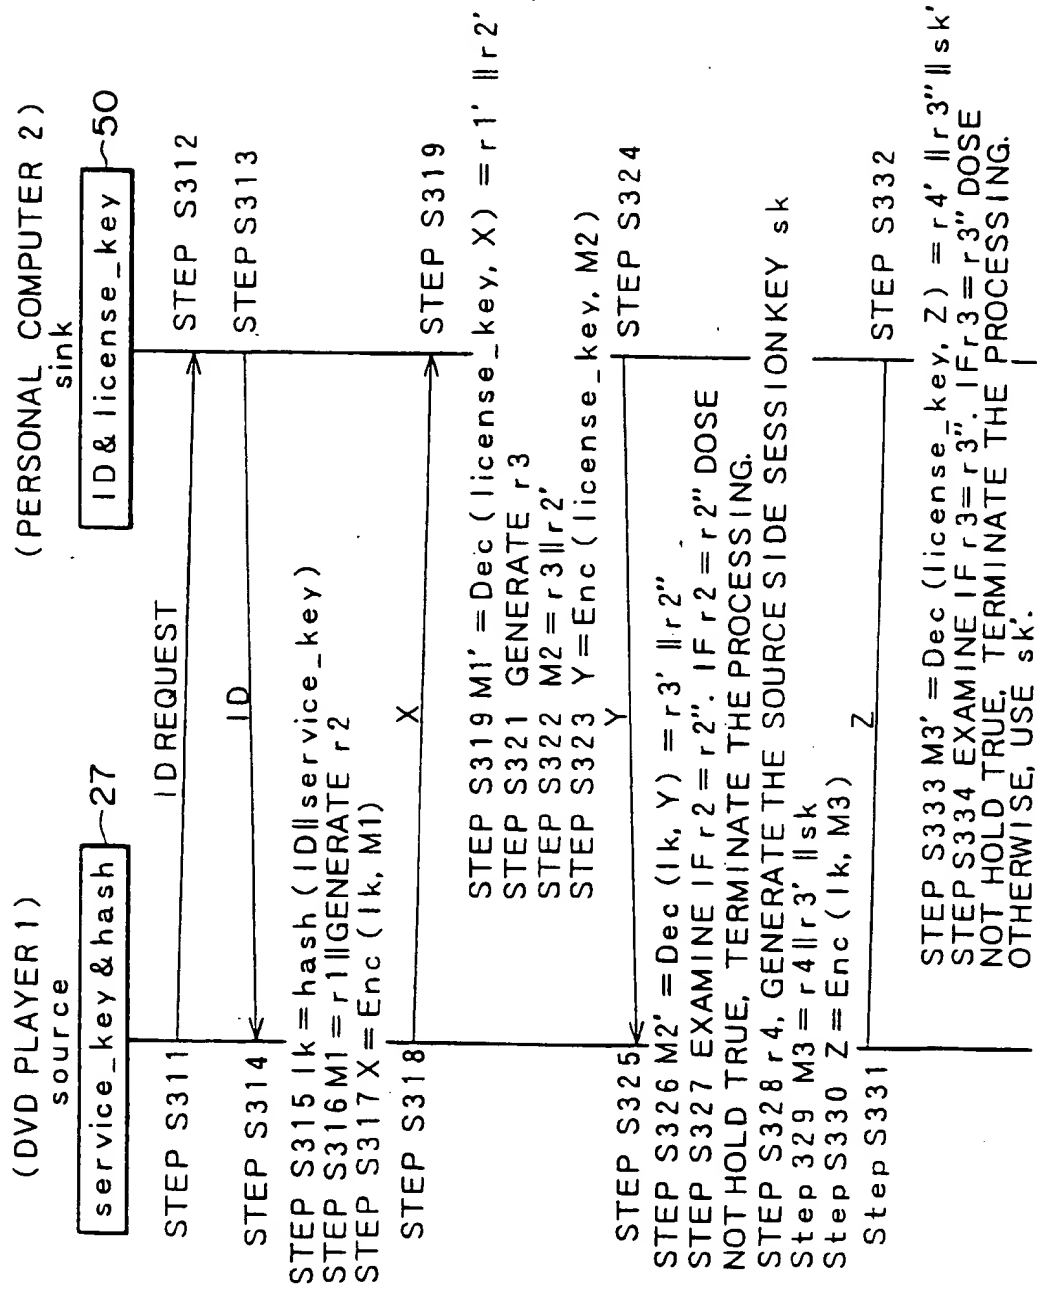 (DVD PLAYER 1)
source
(PERSONAL COMPUTER 2)
sink
service_key & hash
27
ID & license_key
50
STEP S311
ID REQUEST
STEP S312
ID
STEP S313
STEP S314
STEP S315 lk = hash (ID||service_key)
STEP S316 M1 = r1||GENERATE r2
STEP S317 X = Enc (lk, M1)
STEP S318
X
STEP S319
STEP S319 M1' = Dec (license_key, X) = r1' ||r2'
STEP S321 GENERATE r3
STEP S322 M2 = r3||r2'
STEP S323 Y = Enc (license_key, M2)
STEP S324
Y
STEP S325
STEP S326 M2' = Dec (lk, Y) = r3' ||r2"
STEP S327 EXAMINE IF r2 = r2". IF r2 = r2" DOSE
NOT HOLD TRUE, TERMINATE THE PROCESSING.
STEP S328 r4, GENERATE THE SOURCE SIDE SESSION KEY sk
Step 329 M3 = r4||r3' ||sk
Step S330 Z = Enc (lk, M3)
Step S331
Z
STEP S332
STEP S333 M3' = Dec (license_key, Z) = r4' ||r3"||sk'
STEP S334 EXAMINE IF r3 = r3". IF r3 = r3" DOSE
NOT HOLD TRUE, TERMINATE THE PROCESSING.
OTHERWISE, USE sk'.